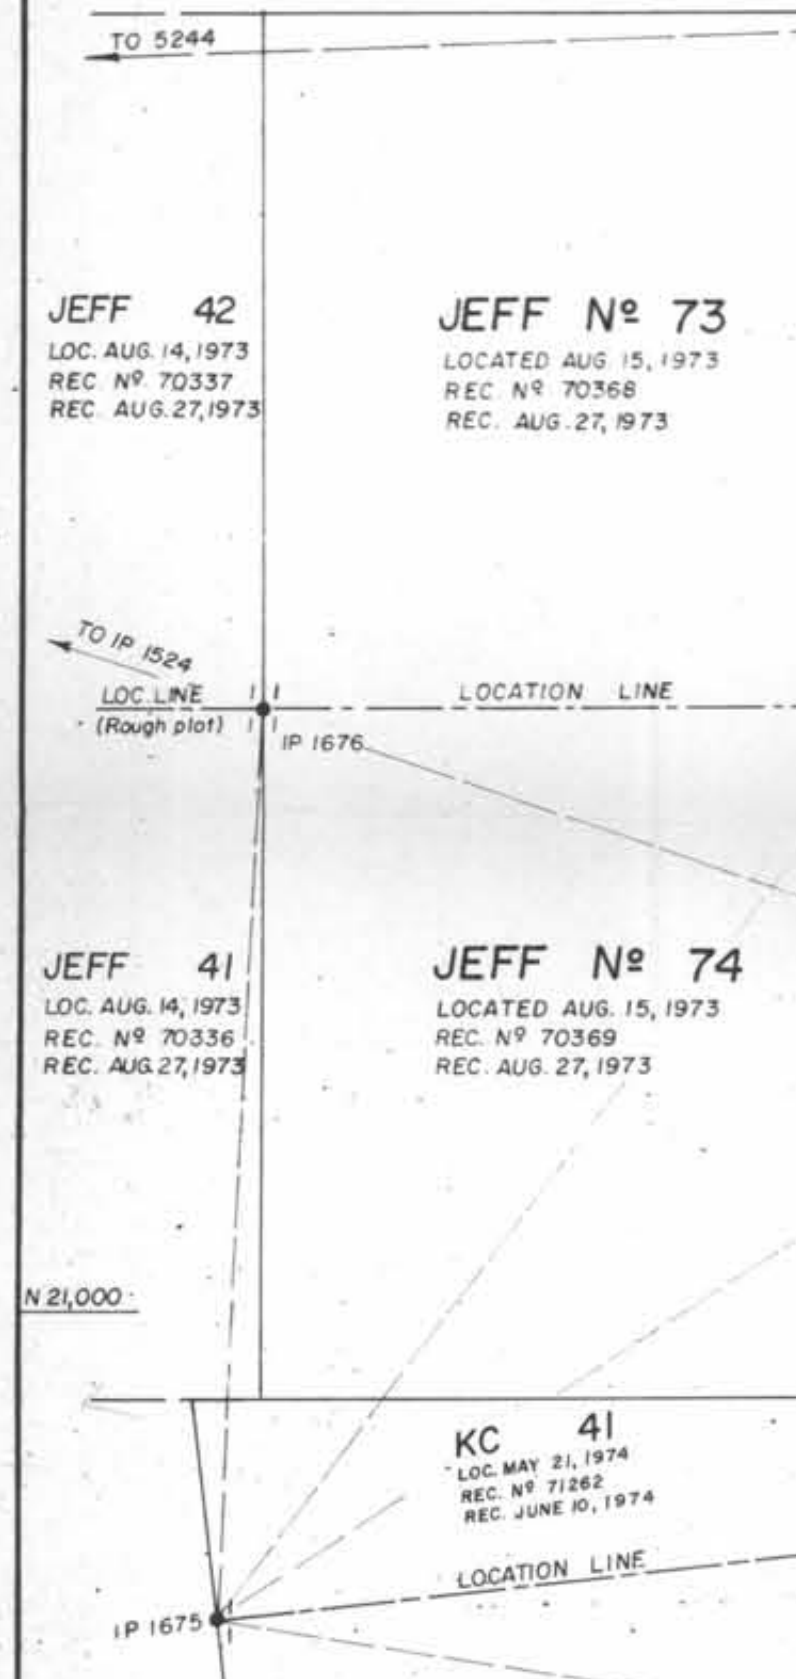 TO 5244
JEFF 42
LOC. AUG. 14, 1973
REC. Nº 70337
REC. AUG. 27, 1973
JEFF Nº 73
LOCATED AUG. 15, 1973
REC. Nº 70368
REC. AUG. 27, 1973
TO IP 1524
LOC. LINE
(Rough plot)
LOCATION LINE
IP 1676
JEFF 41
LOC. AUG. 14, 1973
REC. Nº 70336
REC. AUG. 27, 1973
JEFF Nº 74
LOCATED AUG. 15, 1973
REC. Nº 70369
REC. AUG. 27, 1973
N 21,000
KC 41
LOC. MAY 21, 1974
REC. Nº 71262
REC. JUNE 10, 1974
LOCATION LINE
IP 1675